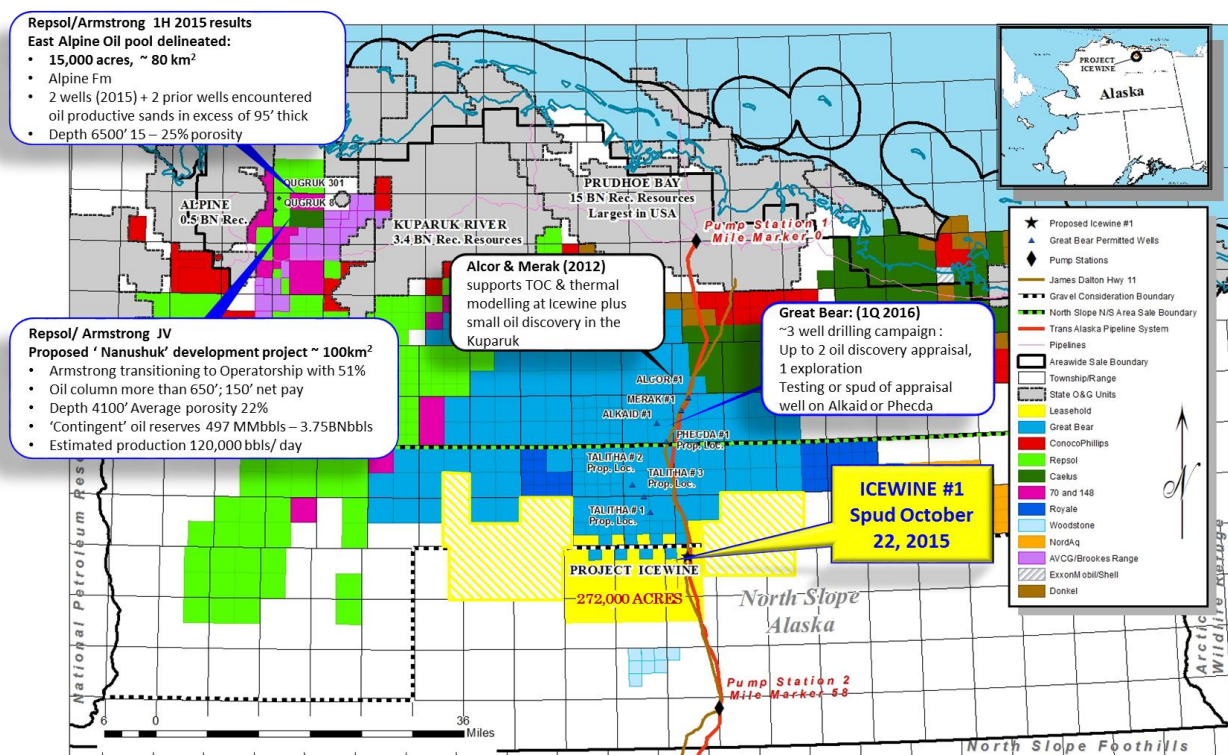 Repsol/Armstrong 1H 2015 results
East Alpine Oil pool delineated:
• 15,000 acres, ~ 80 km²
• Alpine Fm
• 2 wells (2015) + 2 prior wells encountered
oil productive sands in excess of 95' thick
• Depth 6500' 15 – 25% porosity
PROJECT
ICEWINE
Alaska
QUGRUK 301
QUGRUK 8
ALPINE
0.5 BN Rec.
PRUDHOE BAY
15 BN Rec. Resources
Largest in USA
KUPARUK RIVER
3.4 BN Rec. Resources
Pump Station 1
Mile Marker 0
Alcor & Merak (2012)
supports TOC & thermal
modelling at Icewine plus
small oil discovery in the
Kuparuk
Great Bear: (1Q 2016)
~3 well drilling campaign :
Up to 2 oil discovery appraisal,
1 exploration
Testing or spud of appraisal
well on Alkaid or Phecda
Repsol/ Armstrong JV
Proposed ‘ Nanushuk’ development project ~ 100km²
• Armstrong transitioning to Operatorship with 51%
• Oil column more than 650'; 150' net pay
• Depth 4100' Average porosity 22%
• ‘Contingent’ oil reserves 497 MMbbls – 3.75BNbbls
• Estimated production 120,000 bbls/ day
ALCOR #1
MERAK #1
ALKAID #1
PHECDA #1
Prop. Loc.
TALITHA # 2
Prop. Loc.
TALITHA # 3
Prop. Loc.
TALITHA # 1
Prop. Loc.
ICEWINE #1
Spud October
22, 2015
PROJECT ICEWINE
272,000 ACRES
North Slope
Alaska
Pump Station 2
Mile Marker 58
National Petroleum Rese
Arctic
Wildlife Refuge
North Slope Foothills
6 0 36
Miles
Proposed Icewine #1
Great Bear Permitted Wells
Pump Stations
James Dalton Hwy 11
Gravel Consideration Boundary
North Slope N/S Area Sale Boundary
Trans Alaska Pipeline System
Pipelines
Areawide Sale Boundary
Township/Range
State O&G Units
Leasehold
Great Bear
ConocoPhillips
Repsol
Caelus
70 and 148
Royale
Woodstone
NordAq
AVCG/Brookes Range
ExxonMobil/Shell
Donkel
N